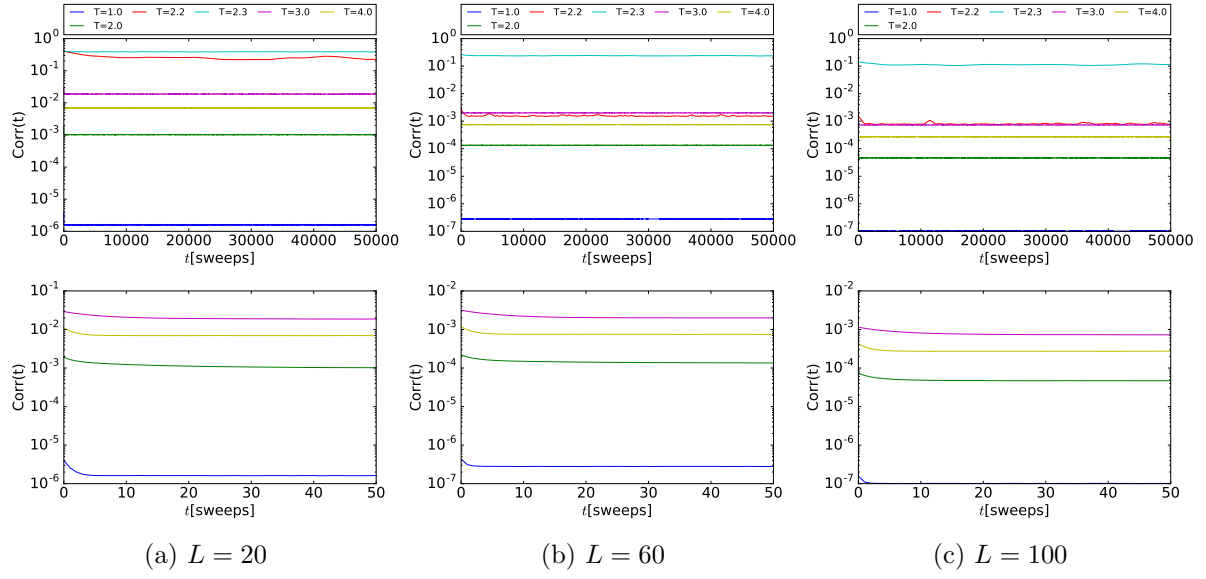 T=1.0 T=2.2 T=2.3 T=3.0 T=4.0
T=2.0
10^0
10^-1
10^-2
10^-3
10^-4
10^-5
10^-6
Corr(t)
0 10000 20000 30000 40000 50000
t[sweeps]
T=1.0 T=2.2 T=2.3 T=3.0 T=4.0
T=2.0
10^0
10^-1
10^-2
10^-3
10^-4
10^-5
10^-6
10^-7
Corr(t)
0 10000 20000 30000 40000 50000
t[sweeps]
T=1.0 T=2.2 T=2.3 T=3.0 T=4.0
T=2.0
10^0
10^-1
10^-2
10^-3
10^-4
10^-5
10^-6
10^-7
Corr(t)
0 10000 20000 30000 40000 50000
t[sweeps]
10^-1
10^-2
10^-3
10^-4
10^-5
10^-6
Corr(t)
0 10 20 30 40 50
t[sweeps]
10^-2
10^-3
10^-4
10^-5
10^-6
10^-7
Corr(t)
0 10 20 30 40 50
t[sweeps]
10^-2
10^-3
10^-4
10^-5
10^-6
10^-7
Corr(t)
0 10 20 30 40 50
t[sweeps]
(a) L = 20
(b) L = 60
(c) L = 100